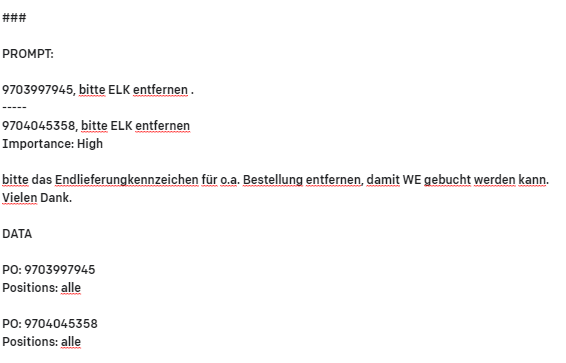 ###
PROMPT:
9703997945, bitte ELK entfernen .
-----
9704045358, bitte ELK entfernen
Importance: High
bitte das Endlieferungkennzeichen für o.a. Bestellung entfernen, damit WE gebucht werden kann.
Vielen Dank.
DATA
PO: 9703997945
Positions: alle
PO: 9704045358
Positions: alle